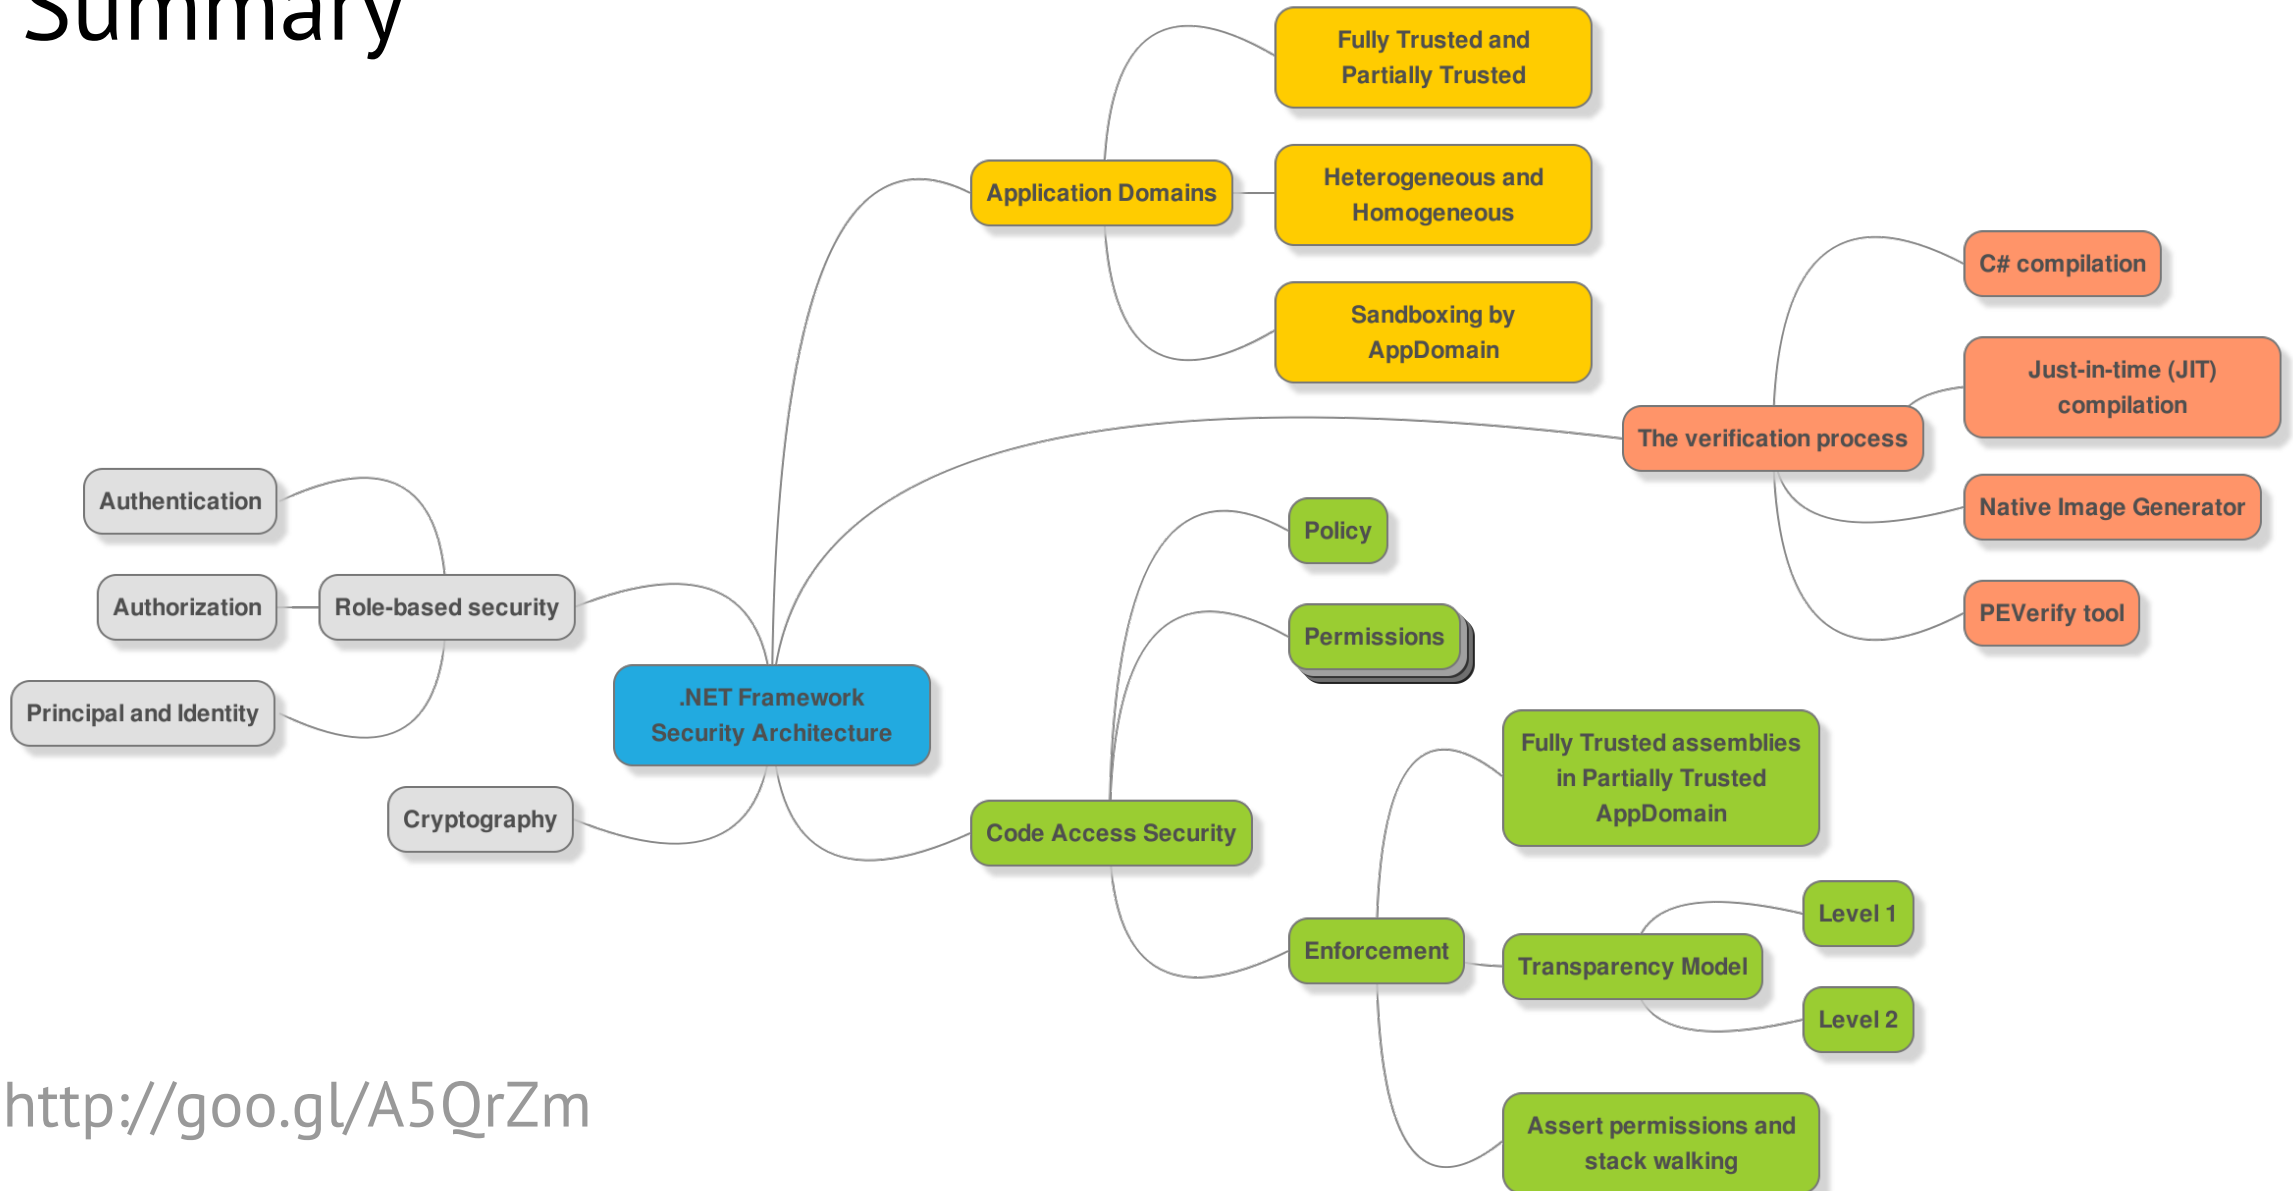 Summary
Fully Trusted and
Partially Trusted
Application Domains
Heterogeneous and
Homogeneous
Sandboxing by
AppDomain
C# compilation
Just-in-time (JIT)
compilation
The verification process
Native Image Generator
PEVerify tool
Authentication
Authorization
Role-based security
Principal and Identity
.NET Framework
Security Architecture
Cryptography
Policy
Permissions
Code Access Security
Fully Trusted assemblies
in Partially Trusted
AppDomain
Enforcement
Transparency Model
Level 1
Level 2
Assert permissions and
stack walking
http://goo.gl/A5QrZm